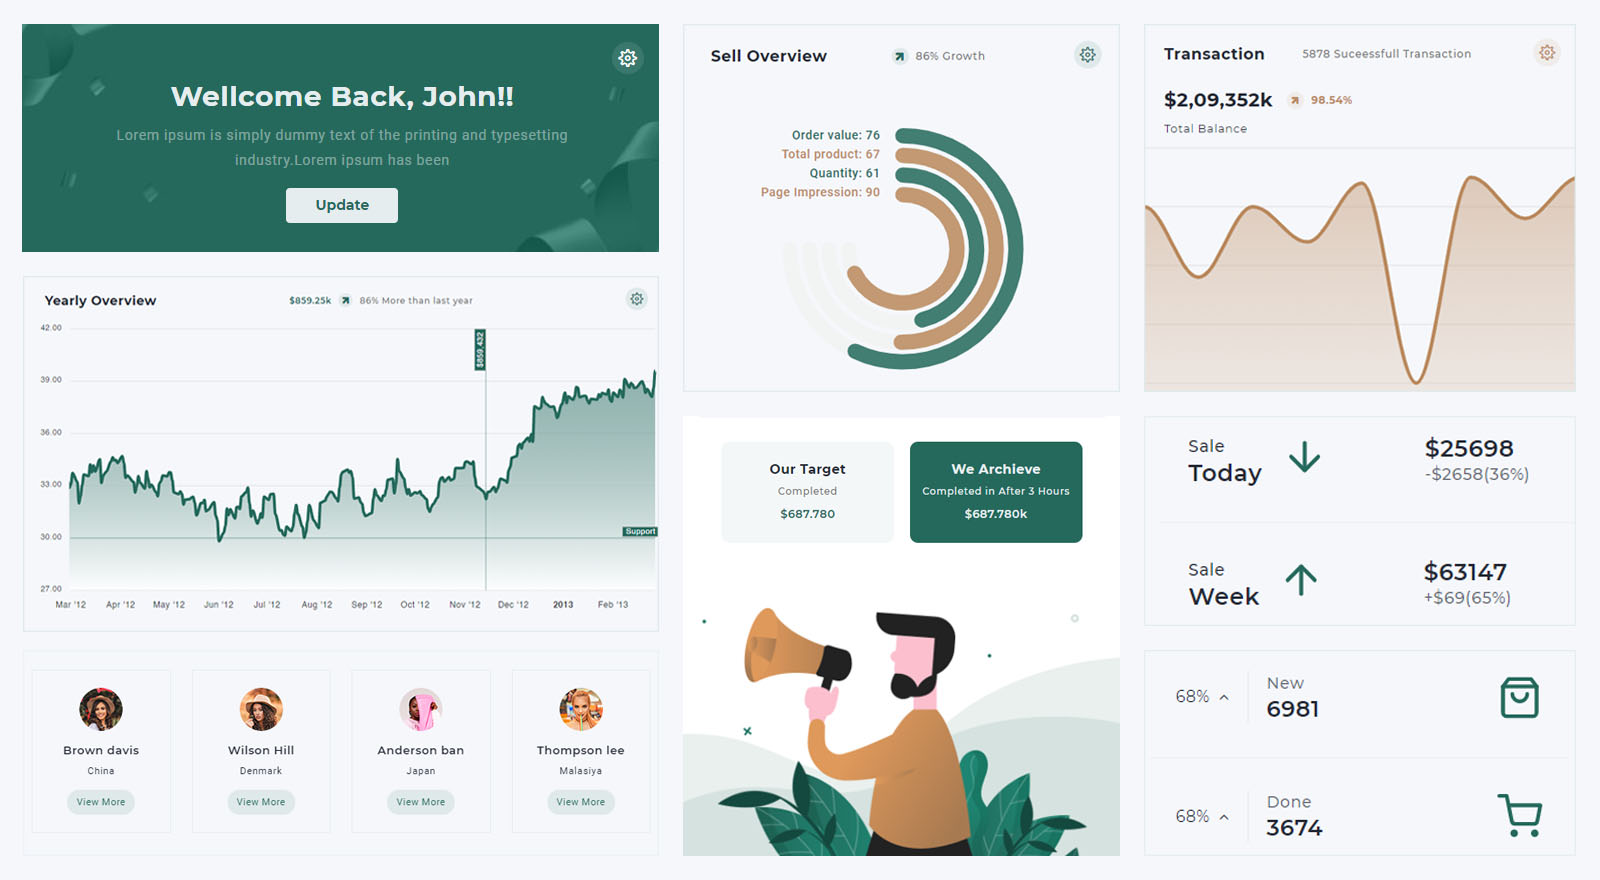 Wellcome Back, John!!
Lorem ipsum is simply dummy text of the printing and typesetting
industry.Lorem ipsum has been
Update
Yearly Overview
$859.25k
86% More than last year
42.00
39.00
36.00
33.00
30.00
27.00
$859.432
Support
Mar '12 Apr '12 May '12 Jun '12 Jul '12 Aug '12 Sep '12 Oct '12 Nov '12 Dec '12 2013 Feb '13
Brown davis
China
View More
Wilson Hill
Denmark
View More
Anderson ban
Japan
View More
Thompson lee
Malasiya
View More
Sell Overview
86% Growth
Order value: 76
Total product: 67
Quantity: 61
Page Impression: 90
Our Target
Completed
$687.780
We Archieve
Completed in After 3 Hours
$687.780k
Transaction
5878 Suceessfull Transaction
$2,09,352k
98.54%
Total Balance
Sale
Today
$25698
-$2658(36%)
Sale
Week
$63147
+$69(65%)
68%
New
6981
68%
Done
3674